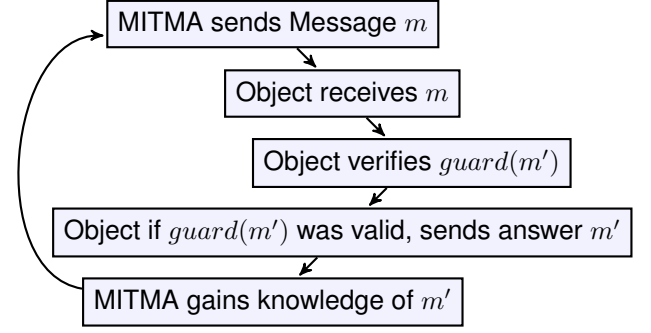 MITMA sends Message m
Object receives m
Object verifies guard(m′)
Object if guard(m′) was valid, sends answer m′
MITMA gains knowledge of m′